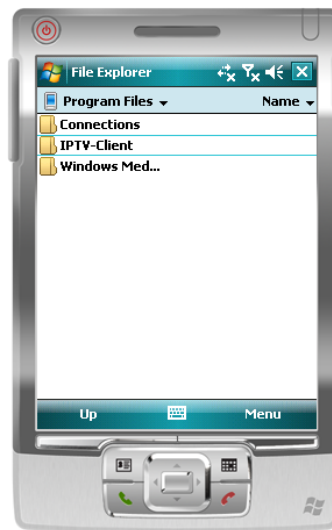 File Explorer
Program Files Name
Connections
IPTV-Client
Windows Med...
Up Menu